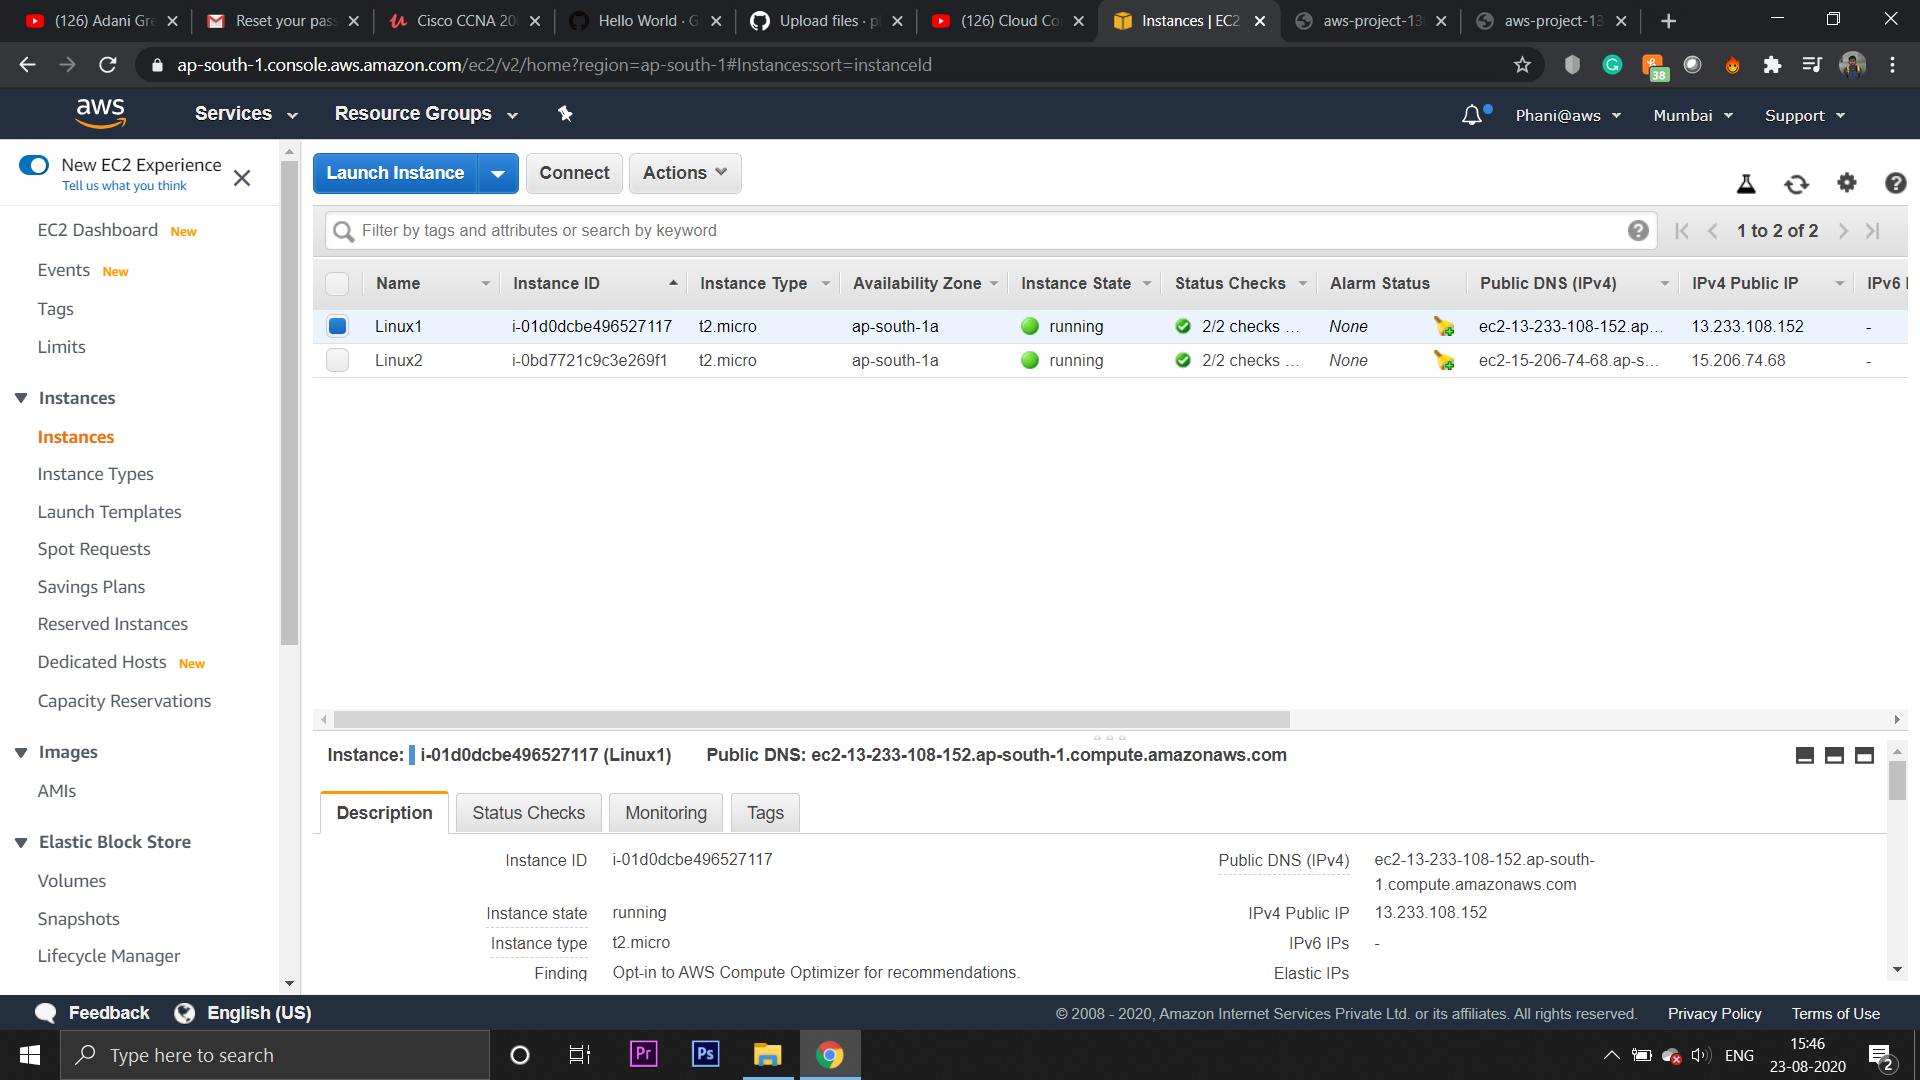 (126) Adani Gre
Reset your pas
Cisco CCNA 20
Hello World · G
Upload files · p
(126) Cloud Co
Instances | EC2
aws-project-13
aws-project-13
ap-south-1.console.aws.amazon.com/ec2/v2/home?region=ap-south-1#Instances:sort=instanceId
38
aws
Services
Resource Groups
Phani@aws
Mumbai
Support
New EC2 Experience
Tell us what you think
EC2 Dashboard New
Events New
Tags
Limits
Instances
Instances
Instance Types
Launch Templates
Spot Requests
Savings Plans
Reserved Instances
Dedicated Hosts New
Capacity Reservations
Images
AMIs
Elastic Block Store
Volumes
Snapshots
Lifecycle Manager
Launch Instance
Connect
Actions
Filter by tags and attributes or search by keyword
1 to 2 of 2
Name Instance ID Instance Type Availability Zone Instance State Status Checks Alarm Status Public DNS (IPv4) IPv4 Public IP IPv6 I
Linux1 i-01d0dcbe496527117 t2.micro ap-south-1a running 2/2 checks ... None ec2-13-233-108-152.ap... 13.233.108.152 -
Linux2 i-0bd7721c9c3e269f1 t2.micro ap-south-1a running 2/2 checks ... None ec2-15-206-74-68.ap-s... 15.206.74.68 -
Instance: i-01d0dcbe496527117 (Linux1) Public DNS: ec2-13-233-108-152.ap-south-1.compute.amazonaws.com
Description
Status Checks
Monitoring
Tags
Instance ID i-01d0dcbe496527117
Instance state running
Instance type t2.micro
Finding Opt-in to AWS Compute Optimizer for recommendations.
Public DNS (IPv4) ec2-13-233-108-152.ap-south-
1.compute.amazonaws.com
IPv4 Public IP 13.233.108.152
IPv6 IPs -
Elastic IPs
Feedback
English (US)
© 2008 - 2020, Amazon Internet Services Private Ltd. or its affiliates. All rights reserved.
Privacy Policy
Terms of Use
Type here to search
Pr
Ps
ENG
15:46
23-08-2020
2